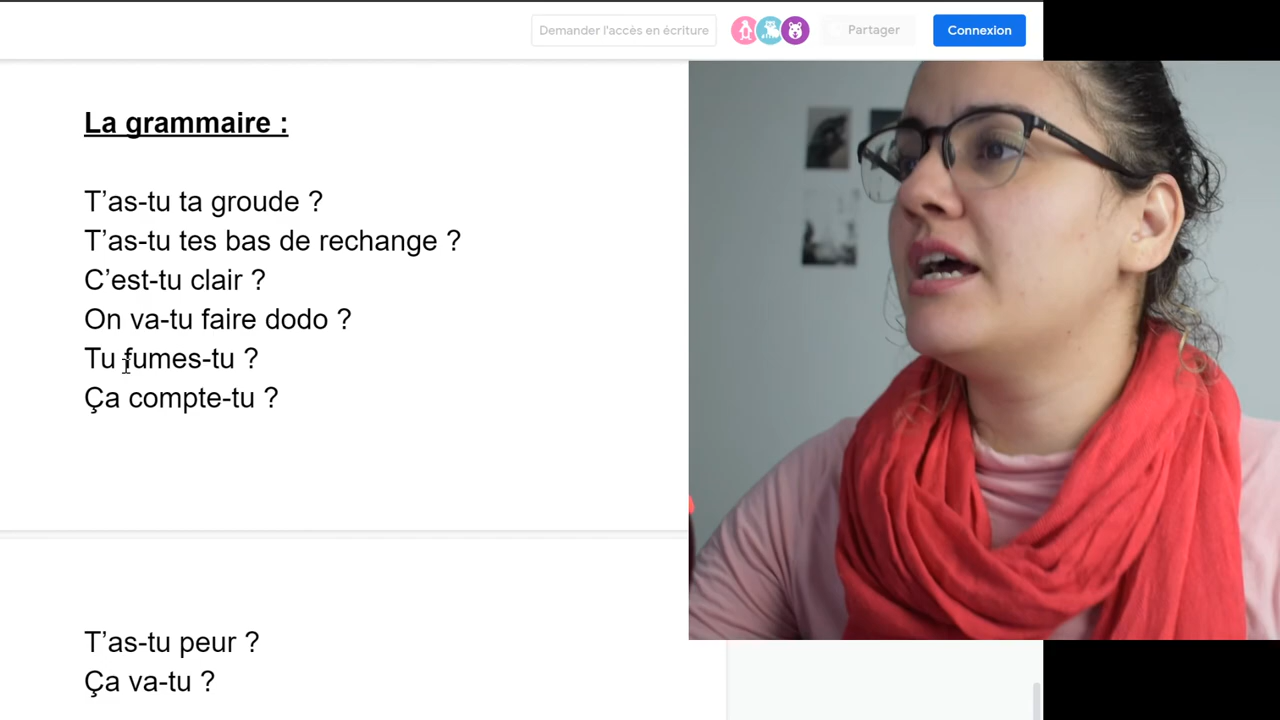 Demander l'accès en écriture
Partager
Connexion
La grammaire :
T’as-tu ta groude ?
T’as-tu tes bas de rechange ?
C’est-tu clair ?
On va-tu faire dodo ?
Tu fumes-tu ?
Ça compte-tu ?
T’as-tu peur ?
Ça va-tu ?